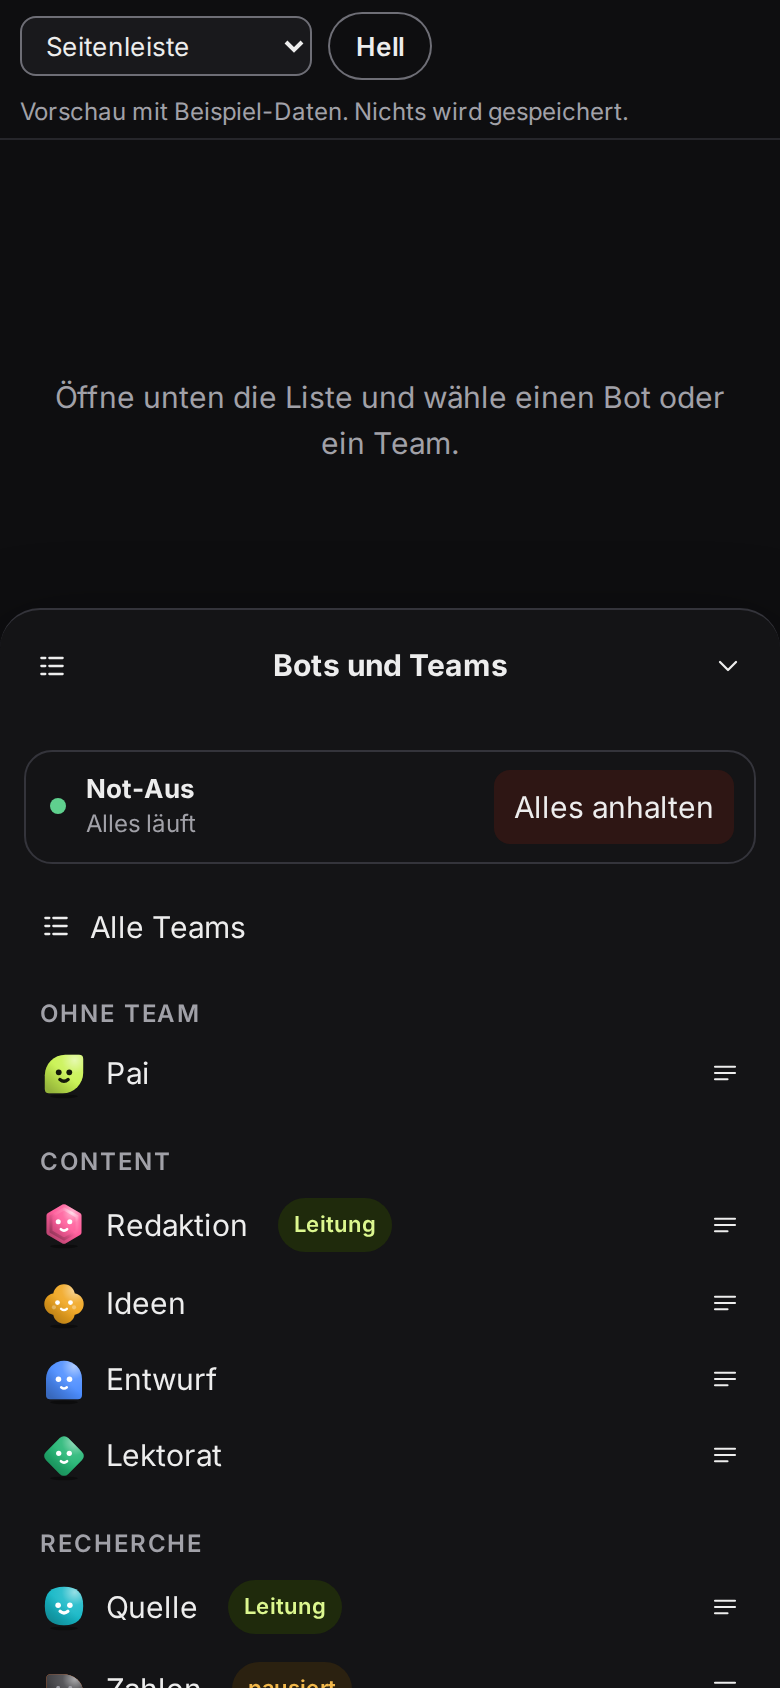 Seitenleiste
Hell
Vorschau mit Beispiel-Daten. Nichts wird gespeichert.
Öffne unten die Liste und wähle einen Bot oder
ein Team.
Bots und Teams
Not-Aus
Alles läuft
Alles anhalten
Alle Teams
OHNE TEAM
Pai
CONTENT
Redaktion
Leitung
Ideen
Entwurf
Lektorat
RECHERCHE
Quelle
Leitung
Zahlen
pausiert